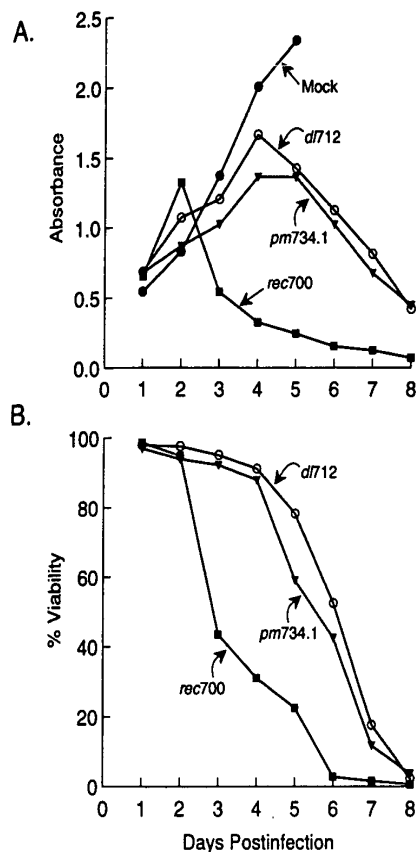 A.
2.5
2.0
1.5
1.0
0.5
0.0
Absorbance
Mock
dl712
pm734.1
rec700
0 1 2 3 4 5 6 7 8
B.
100
80
60
40
20
0
% Viability
dl712
pm734.1
rec700
0 1 2 3 4 5 6 7 8
Days Postinfection